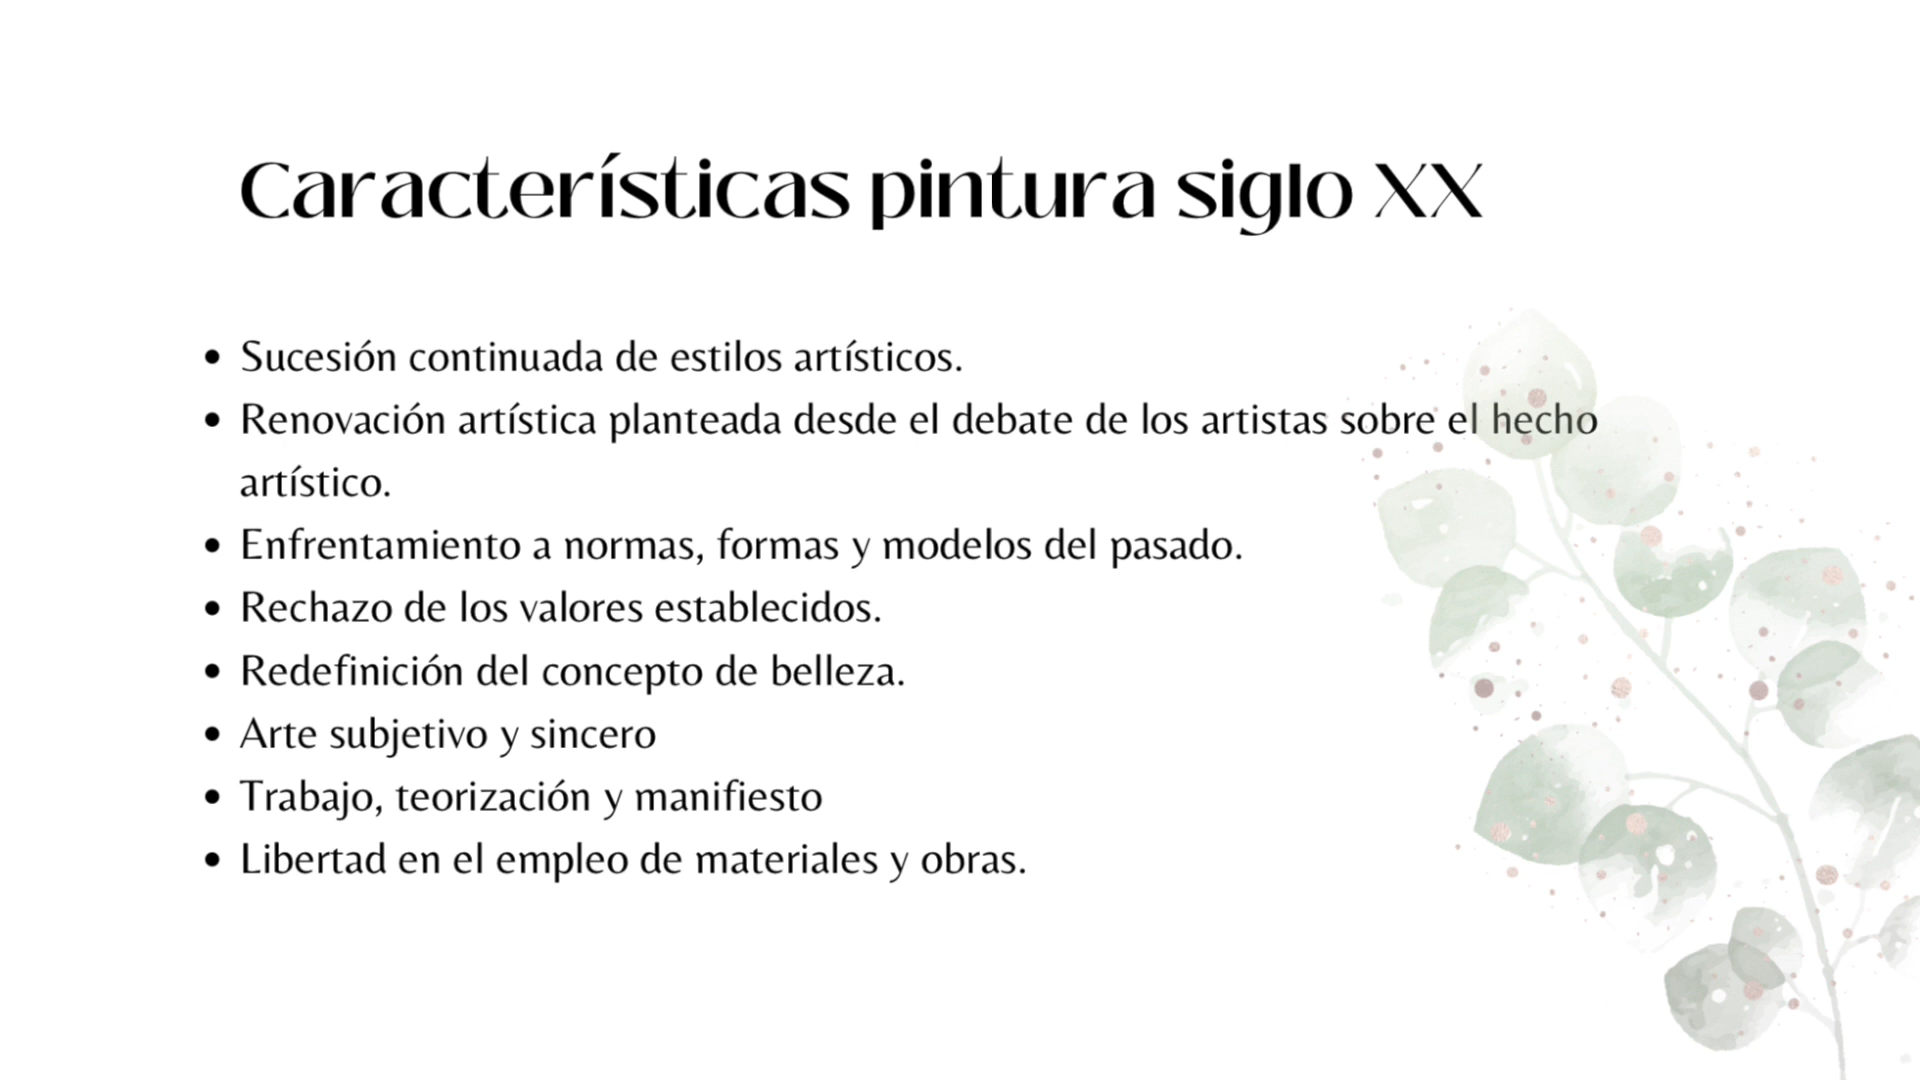 Características pintura siglo XX
• Sucesión continuada de estilos artísticos.
• Renovación artística planteada desde el debate de los artistas sobre el hecho
artístico.
• Enfrentamiento a normas, formas y modelos del pasado.
• Rechazo de los valores establecidos.
• Redefinición del concepto de belleza.
• Arte subjetivo y sincero
• Trabajo, teorización y manifiesto
• Libertad en el empleo de materiales y obras.